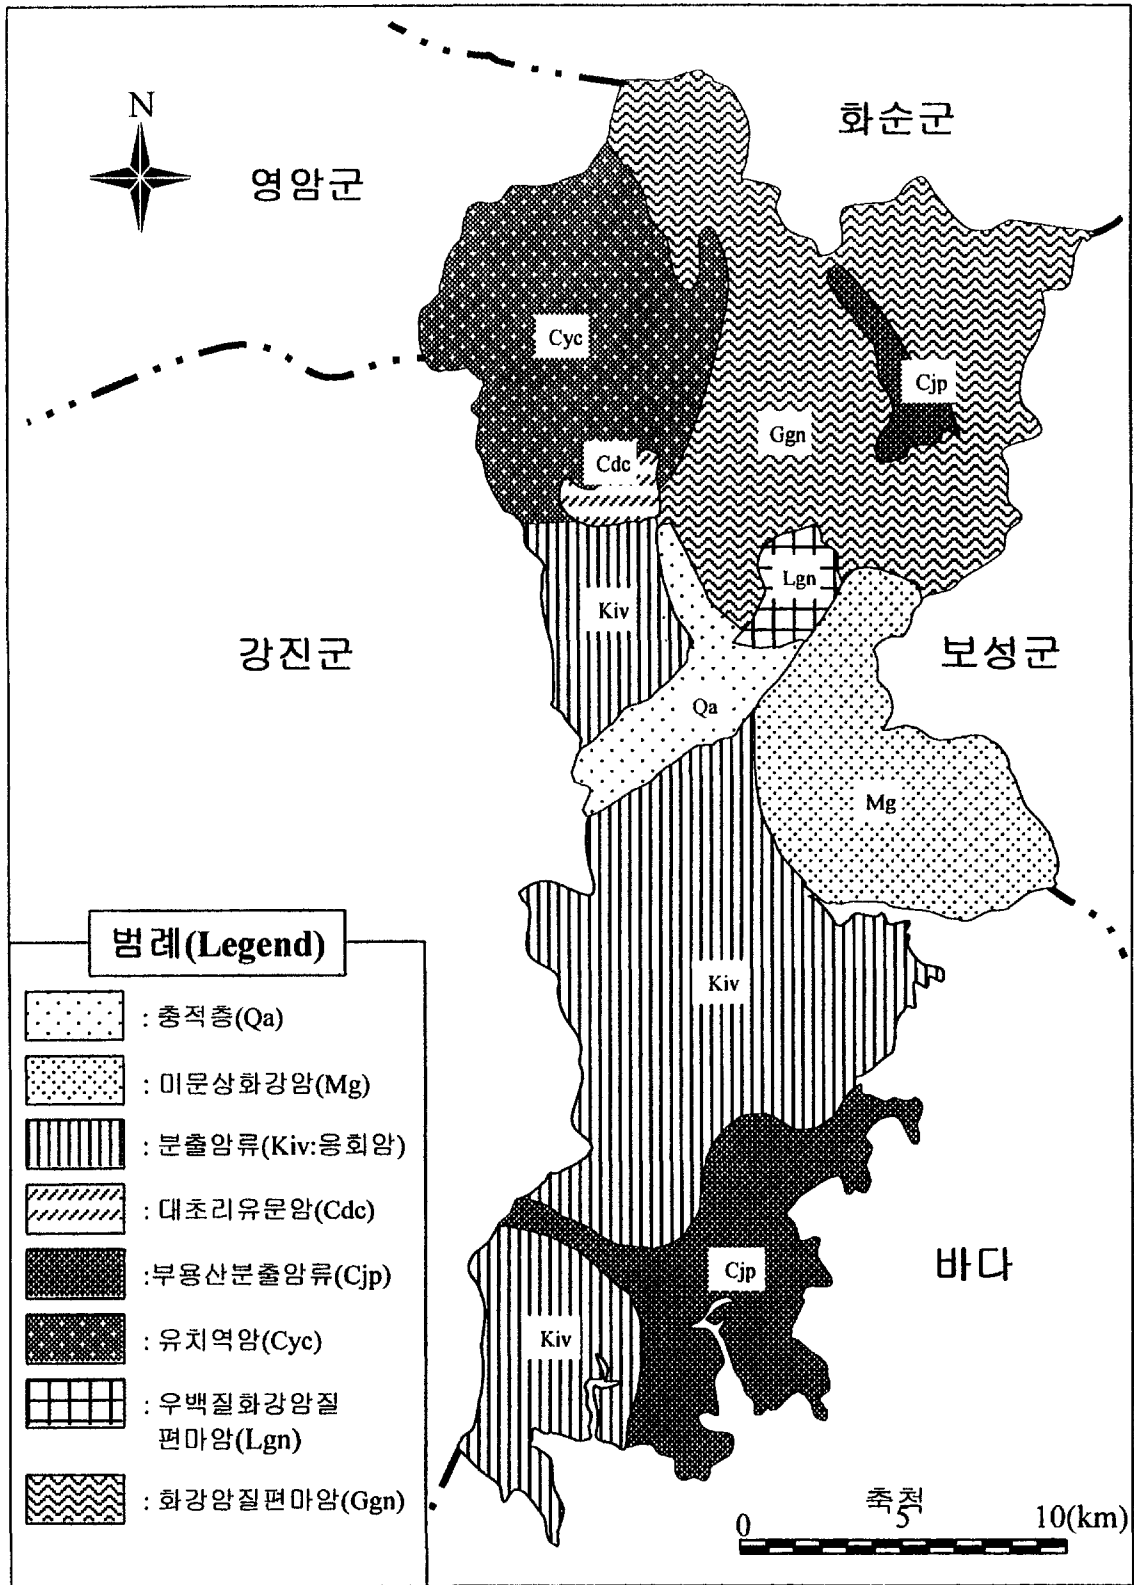 N
화순군
영암군
Cyc
Cjp
Ggn
Cdc
Lgn
Kiv
강진군
보성군
Qa
Mg
Kiv
바다
Cjp
Kiv
범례(Legend)
: 충적층(Qa)
: 미문상화강암(Mg)
: 분출암류(Kiv:응회암)
: 대초리유문암(Cdc)
:부용산분출암류(Cjp)
: 유치역암(Cyc)
: 우백질화강암질
편마암(Lgn)
: 화강암질편마암(Ggn)
축척
0 5 10(km)